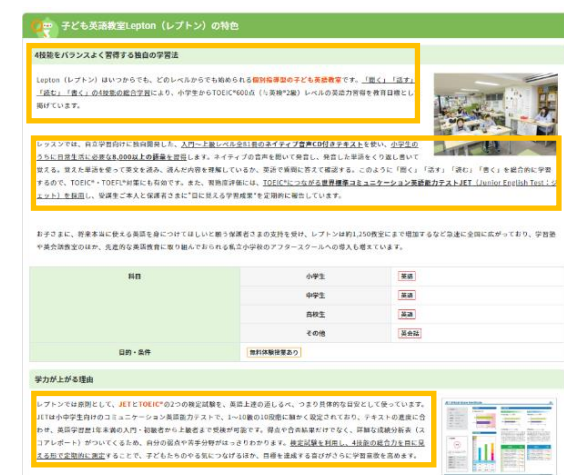 子ども英語教室Lepton（レプトン）の特色
4技能をバランスよく習得する独自の学習法
Lepton（レプトン）はいつからでも、どのレベルからでも始められる個別指導型の子ども英語教室です。「聞く」「話す」
「読む」「書く」の4技能の総合学習により、小学生からTOEIC®600点（≒英検®2級）レベルの英語力習得を教育目標とし
掲げています。
レッスンでは、自立学習向けに独自開発した、入門～上級レベル全81冊のネイティブ音声CD付きテキストを使い、小学生の
うちに日常生活に必要な8,000以上の語彙を習得します。ネイティブの音声を聞いて発音し、発音した単語をくり返し書いて
覚える。覚えた単語を使って英文を読み、読んだ内容を理解しているか、英語で質問に答えて確認する。このように「聞く」「話す」「読む」「書く」を総合的に学習
するので、TOEIC®・TOEFL®対策にも有効です。また、習熟度評価には、TOEIC®につながる世界標準コミュニケーション英語能力テストJET（Junior English Test：ジ
ェット）を採用し、受講生ご本人と保護者さまに"目に見える学習成果"を定期的に報告しています。
お子さまに、将来本当に使える英語を身につけてほしいと願う保護者さまの支持を受け、レプトンは約1,250教室にまで増加するなど急速に全国に広がっており、学習塾
や英会話教室のほか、先進的な英語教育に取り組んでおられる私立小学校のアフタースクールへの導入も増えています。
科目
小学生 英語
中学生 英語
高校生 英語
その他 英会話
目的・条件 無料体験授業あり
学力が上がる理由
レプトンでは原則として、JETとTOEIC®の2つの検定試験を、英語上達の道しるべ、つまり具体的な目安として使っています。
JETは小中学生向けのコミュニケーション英語能力テストで、1～10級の10段階に細かく設定されており、テキストの進度に合
わせ、英語学習歴1年未満の入門・初級者から上級者まで受検が可能です。得点や合否結果だけでなく、詳細な成績分析表（ス
コアレポート）がついてくるため、自分の弱点や苦手分野がはっきりわかります。検定試験を利用し、4技能の総合力を目に見
える形で定期的に測定することで、子どもたちのやる気につなげるほか、目標を達成する喜びがさらに学習意欲を高めます。